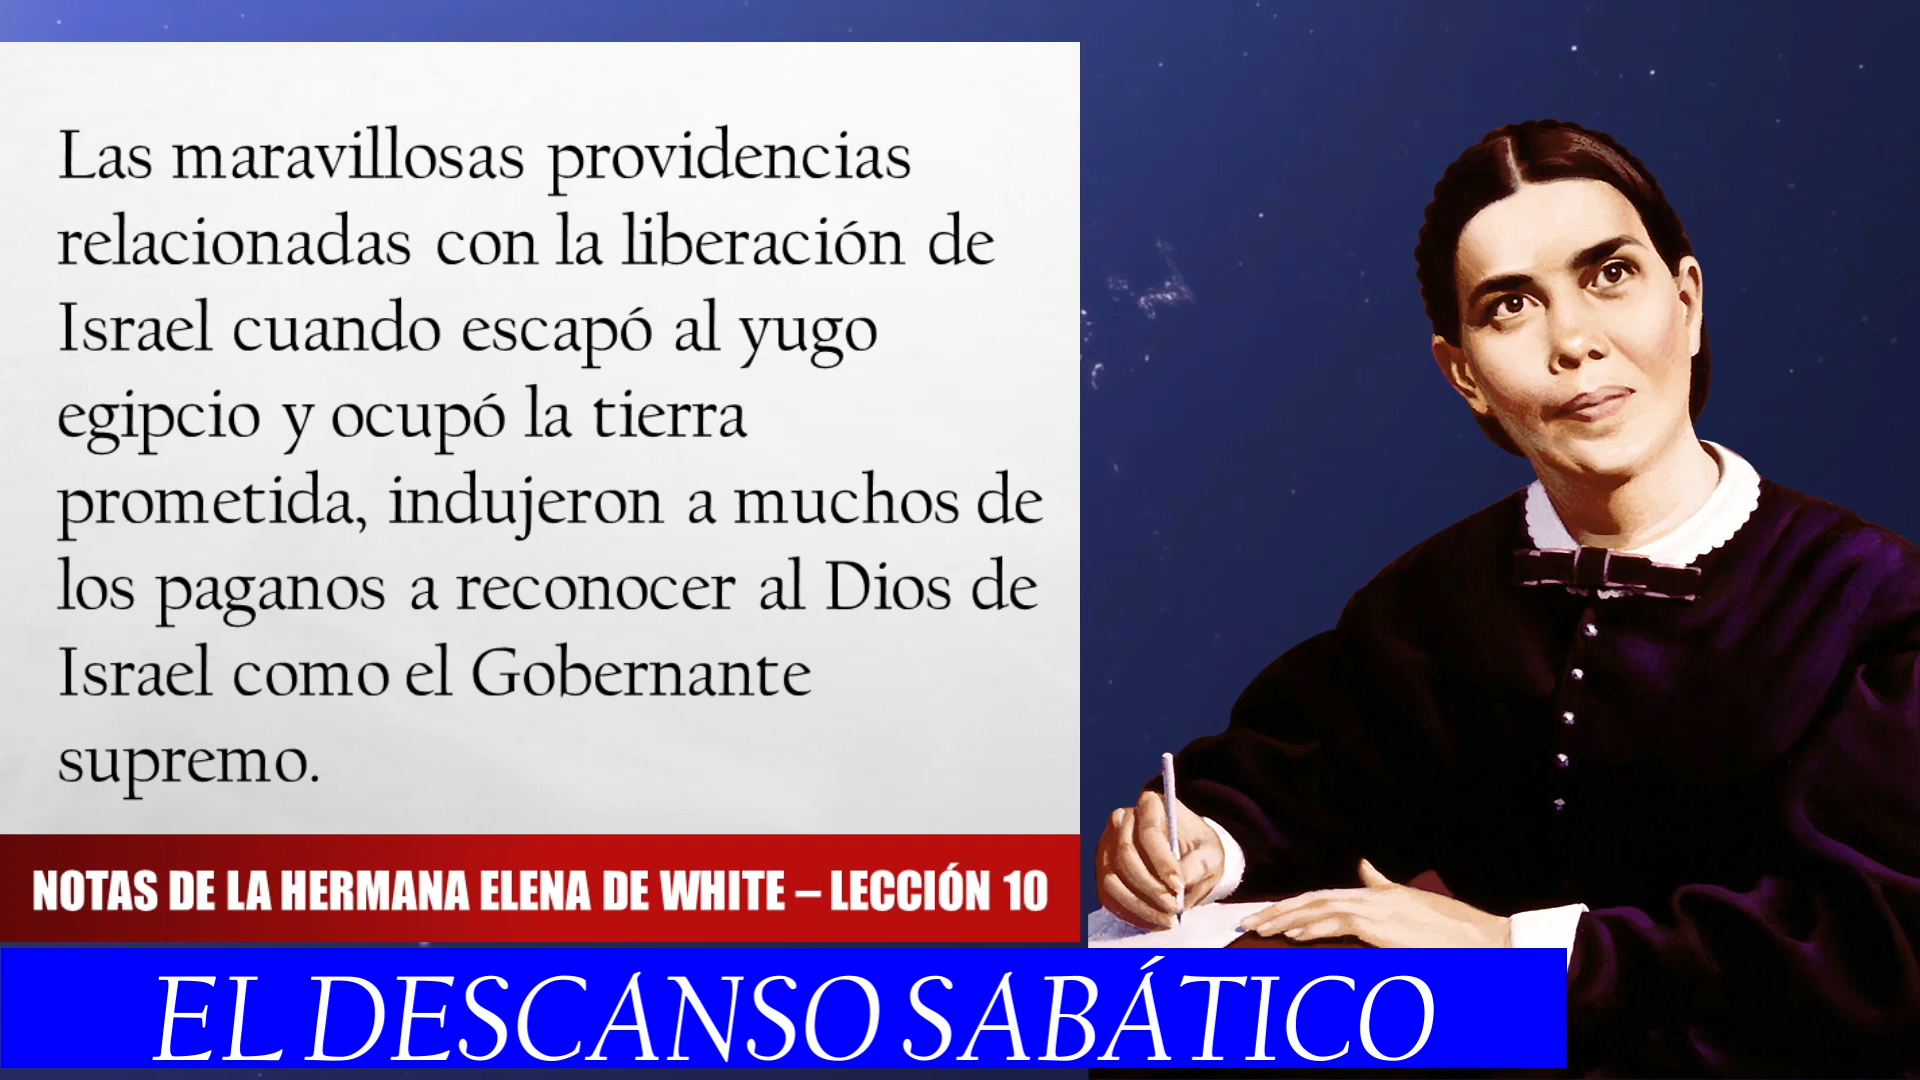 Las maravillosas providencias
relacionadas con la liberación de
Israel cuando escapó al yugo
egipcio y ocupó la tierra
prometida, indujeron a muchos de
los paganos a reconocer al Dios de
Israel como el Gobernante
supremo.
NOTAS DE LA HERMANA ELENA DE WHITE – LECCIÓN 10
EL DESCANSO SABÁTICO